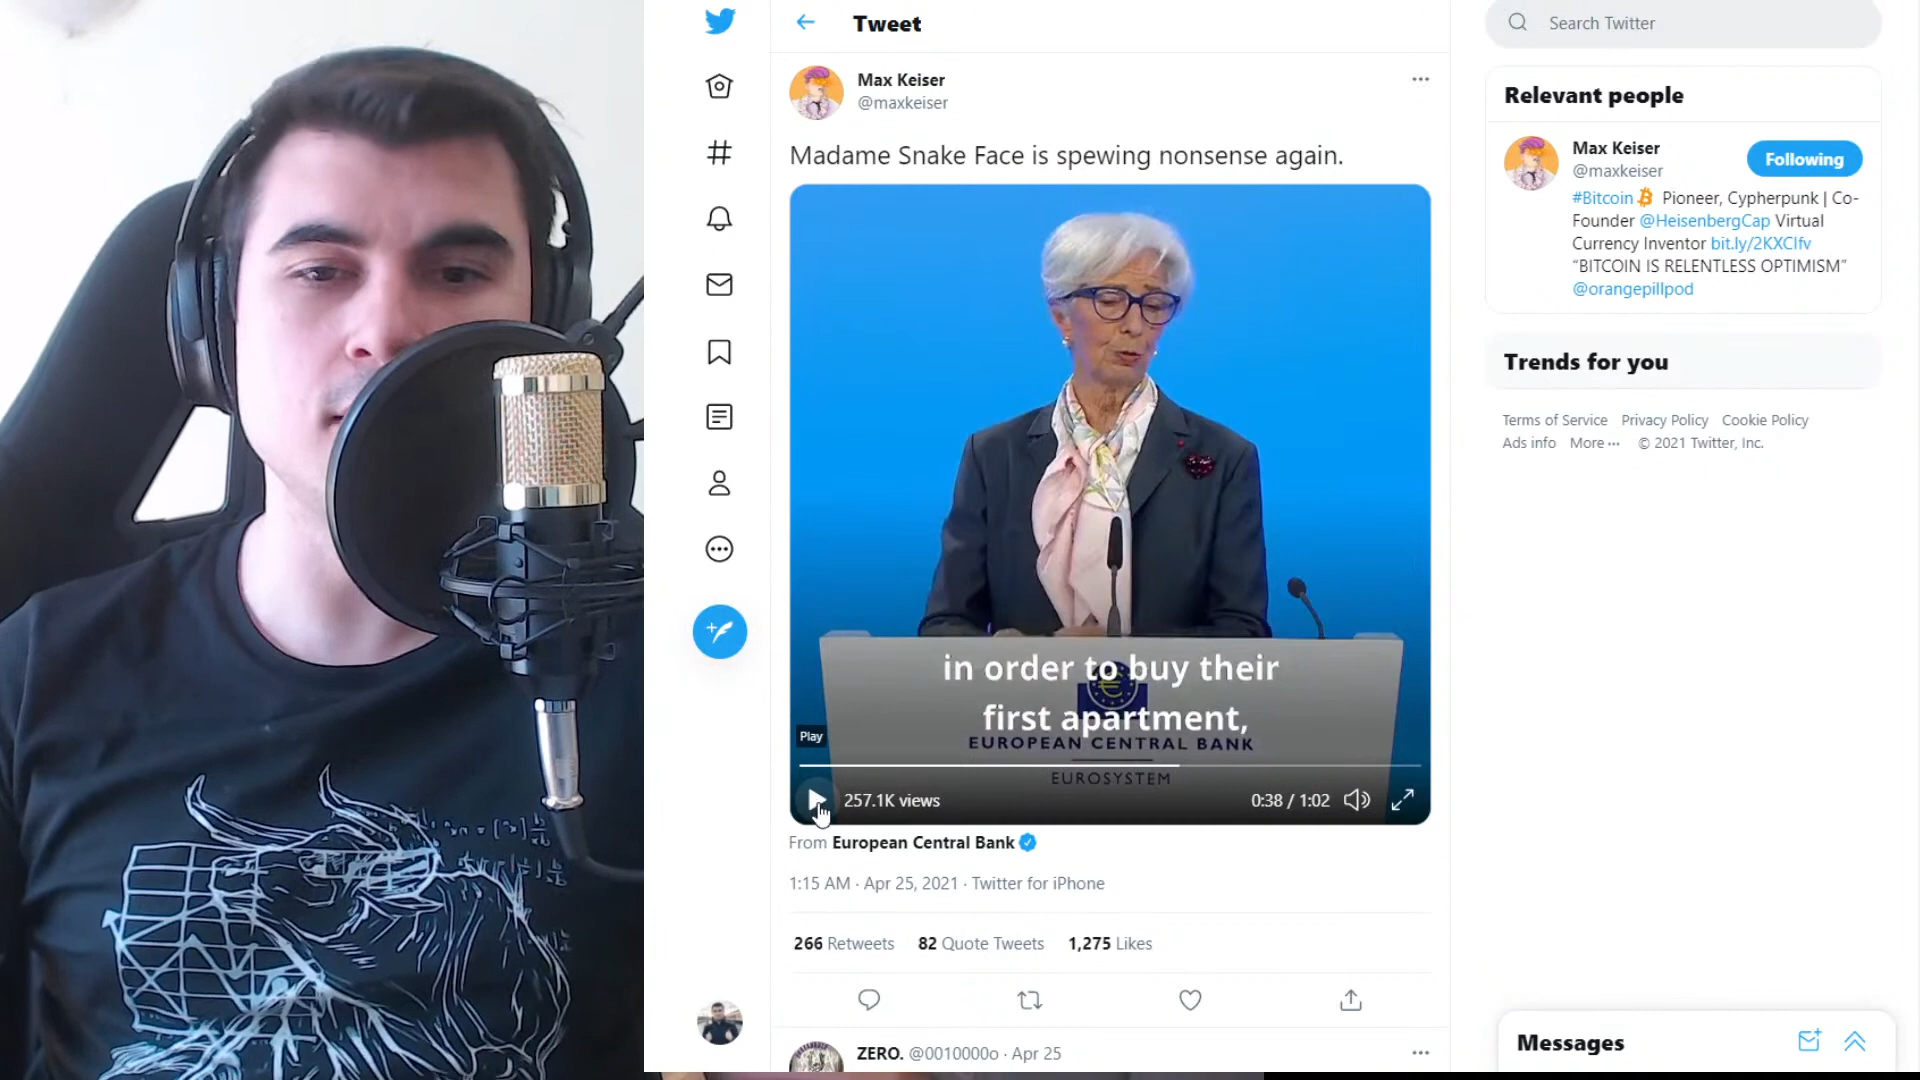 Tweet
Search Twitter
Max Keiser
@maxkeiser
Madame Snake Face is spewing nonsense again.
in order to buy their
first apartment,
EUROPEAN CENTRAL BANK
EUROSYSTEM
Play
257.1K views
0:38 / 1:02
From European Central Bank
1:15 AM · Apr 25, 2021 · Twitter for iPhone
266 Retweets 82 Quote Tweets 1,275 Likes
ZERO. @0010000o · Apr 25
Relevant people
Max Keiser
@maxkeiser
Following
#Bitcoin Pioneer, Cypherpunk | Co-
Founder @HeisenbergCap Virtual
Currency Inventor bit.ly/2KXCIfv
“BITCOIN IS RELENTLESS OPTIMISM”
@orangepillpod
Trends for you
Terms of Service Privacy Policy Cookie Policy
Ads info More ··· © 2021 Twitter, Inc.
Messages